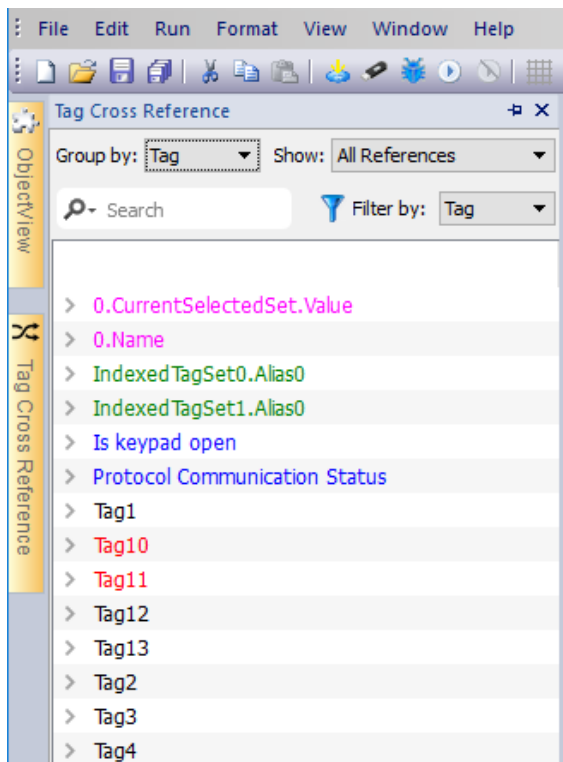 File Edit Run Format View Window Help
Tag Cross Reference
Group by: Tag Show: All References
Search Filter by: Tag
ObjectView
Tag Cross Reference
0.CurrentSelectedSet.Value
0.Name
IndexedTagSet0.Alias0
IndexedTagSet1.Alias0
Is keypad open
Protocol Communication Status
Tag1
Tag10
Tag11
Tag12
Tag13
Tag2
Tag3
Tag4